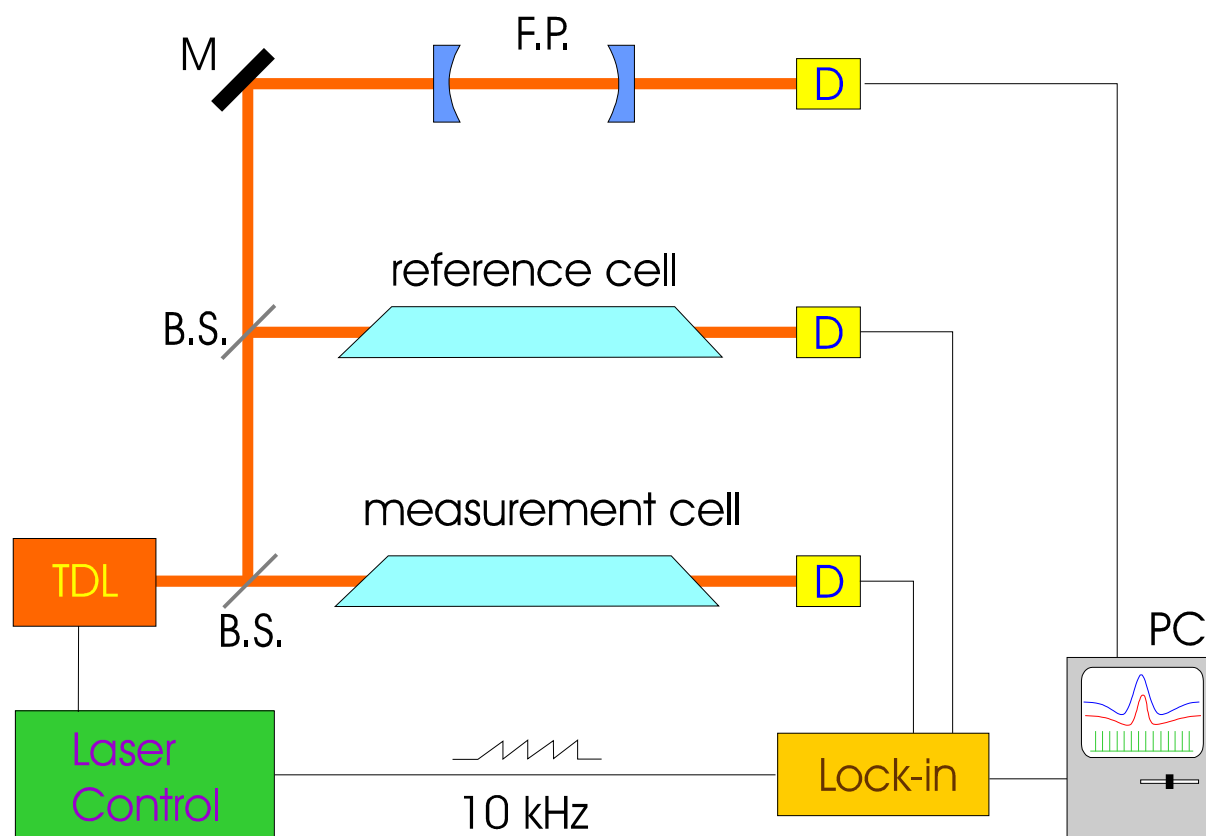 F.P.
M
D
reference cell
B.S.
D
measurement cell
TDL
D
B.S.
PC
Laser
Control
Lock-in
10 kHz